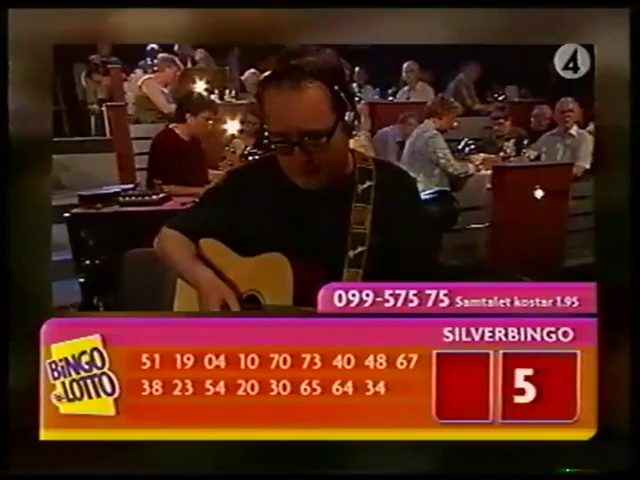 4
099-575 75 Samtalet kostar 1.95
SILVERBINGO
BINGO
LOTTO
51 19 04 10 70 73 40 48 67
38 23 54 20 30 65 64 34
5